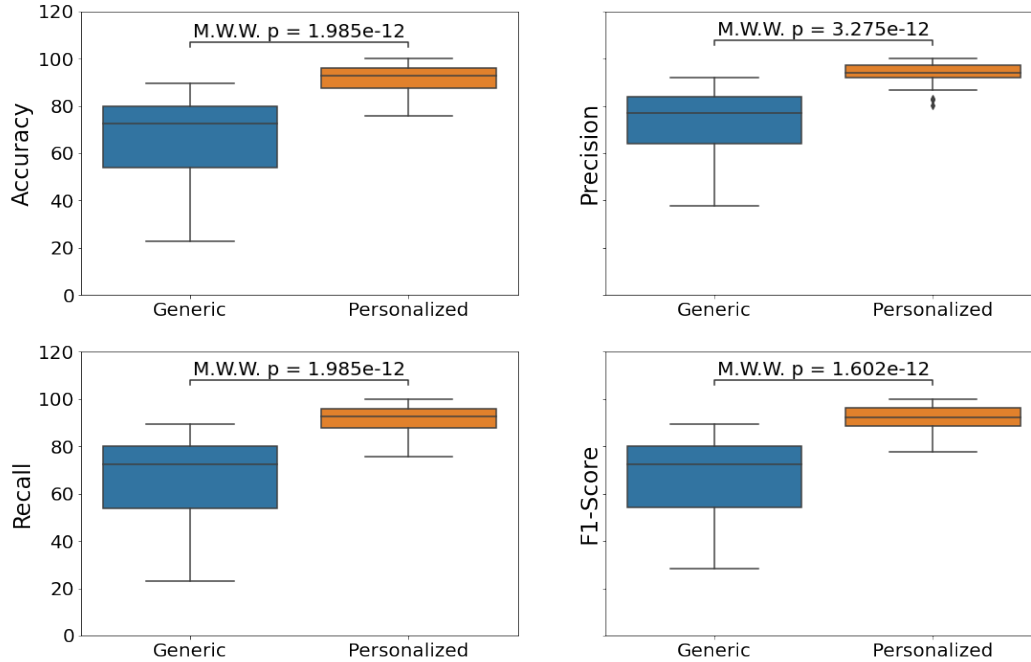 120
100
80
60
40
20
0
Accuracy
M.W.W. p = 1.985e-12
Generic
Personalized
Precision
M.W.W. p = 3.275e-12
Generic
Personalized
120
100
80
60
40
20
0
Recall
M.W.W. p = 1.985e-12
Generic
Personalized
F1-Score
M.W.W. p = 1.602e-12
Generic
Personalized